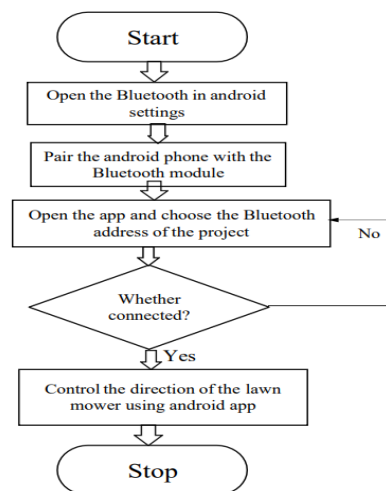 Start
Open the Bluetooth in android
settings
Pair the android phone with the
Bluetooth module
Open the app and choose the Bluetooth
address of the project
No
Whether
connected?
Yes
Control the direction of the lawn
mower using android app
Stop